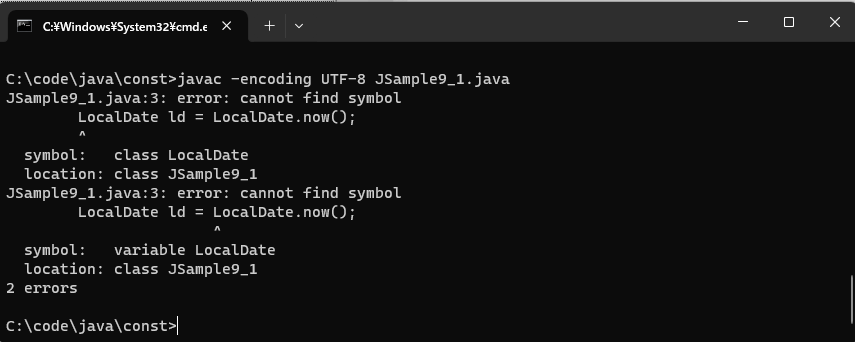 C:¥Windows¥System32¥cmd.e
C:\code\java\const>javac -encoding UTF-8 JSample9_1.java
JSample9_1.java:3: error: cannot find symbol
        LocalDate ld = LocalDate.now();
        ^
  symbol:   class LocalDate
  location: class JSample9_1
JSample9_1.java:3: error: cannot find symbol
        LocalDate ld = LocalDate.now();
                       ^
  symbol:   variable LocalDate
  location: class JSample9_1
2 errors
C:\code\java\const>